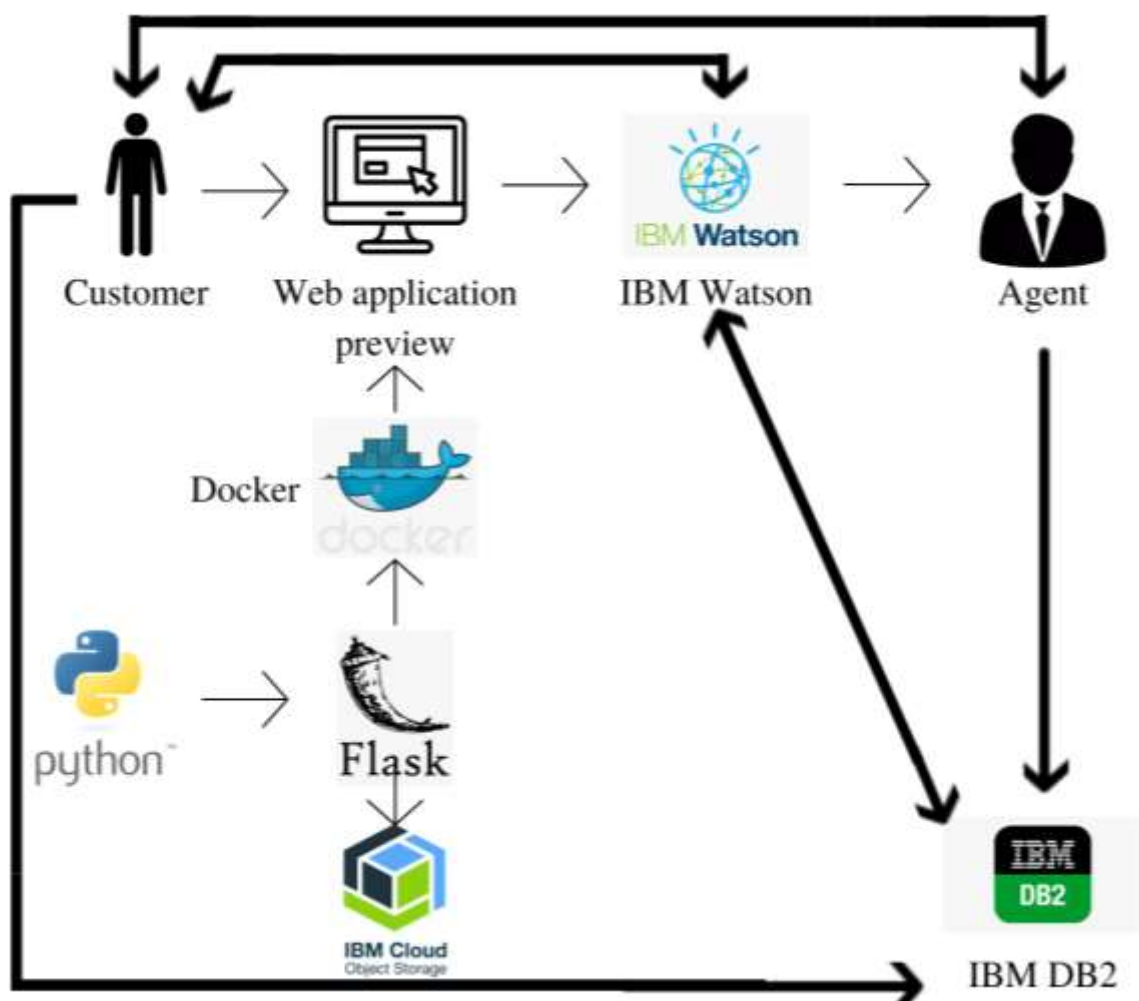 IBM Watson
Customer
Web application
preview
IBM Watson
Agent
Docker
docker
python™
Flask
IBM
DB2
IBM Cloud
Object Storage
IBM DB2